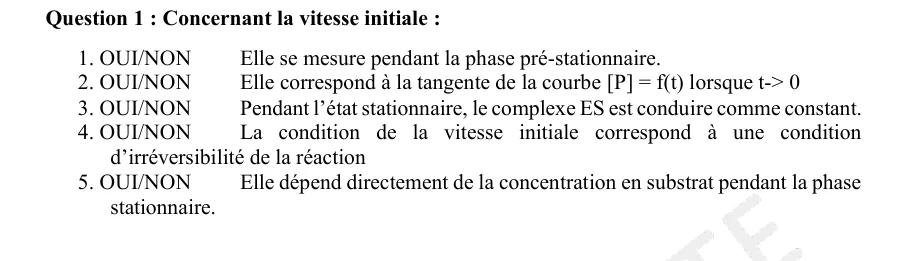 Question 1 : Concernant la vitesse initiale :
1. OUI/NON Elle se mesure pendant la phase pré-stationnaire.
2. OUI/NON Elle correspond à la tangente de la courbe [P] = f(t) lorsque t-> 0
3. OUI/NON Pendant l’état stationnaire, le complexe ES est conduire comme constant.
4. OUI/NON La condition de la vitesse initiale correspond à une condition
d’irréversibilité de la réaction
5. OUI/NON Elle dépend directement de la concentration en substrat pendant la phase
stationnaire.